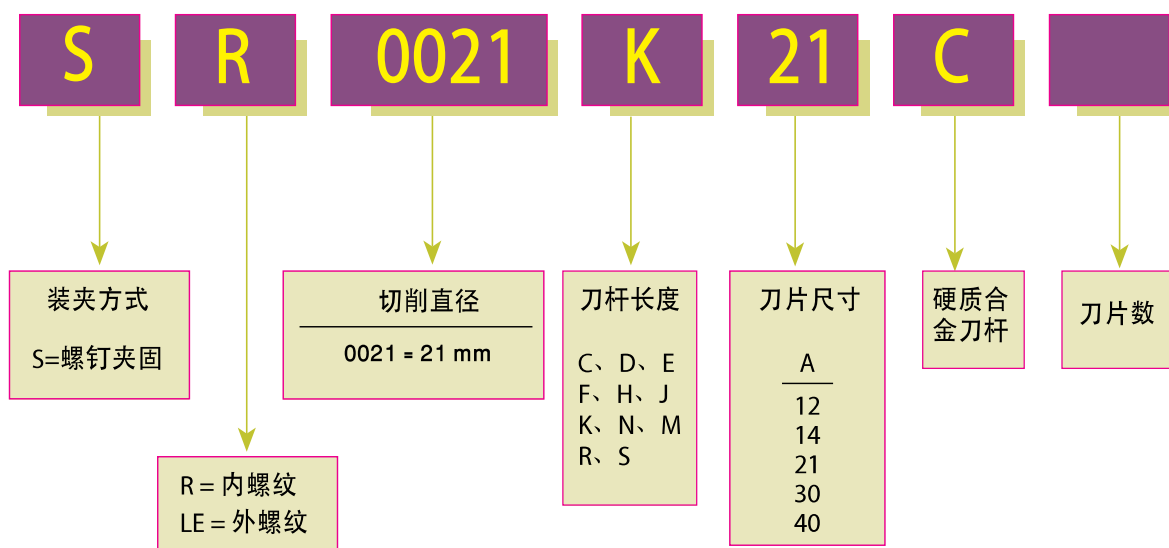 S R 0021 K 21 C
装夹方式
S=螺钉夹固
R = 内螺纹
LE = 外螺纹
切削直径
0021 = 21 mm
刀杆长度
C、D、E
F、H、J
K、N、M
R、S
刀片尺寸
A
12
14
21
30
40
硬质合
金刀杆
刀片数